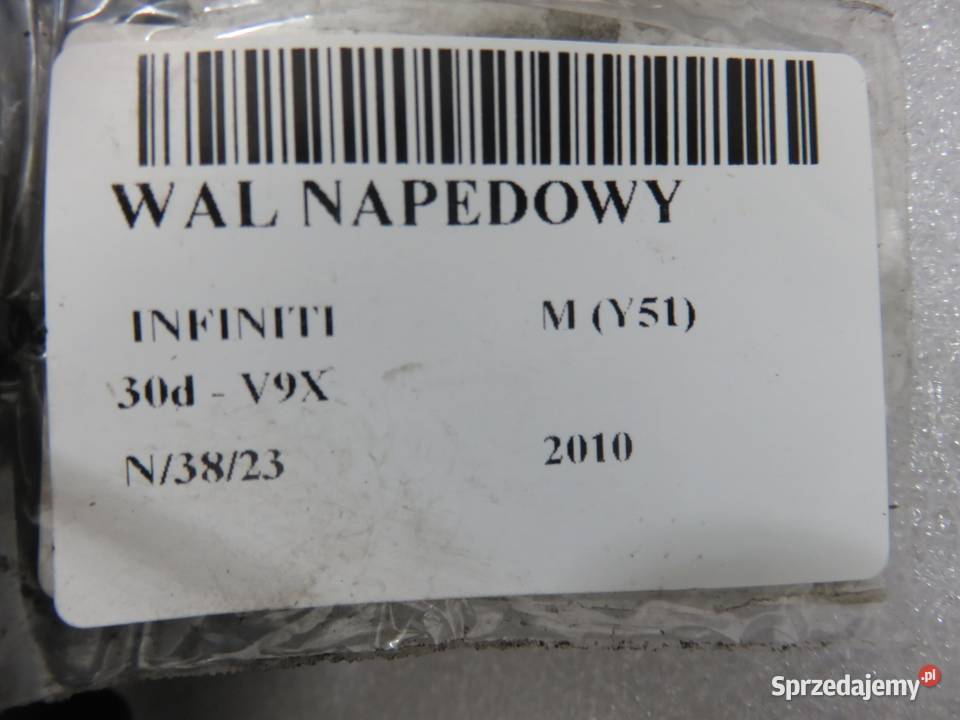 WAL NAPEDOWY
INFINITI M (Y51)
30d - V9X
N/38/23 2010
Sprzedajemy.pl